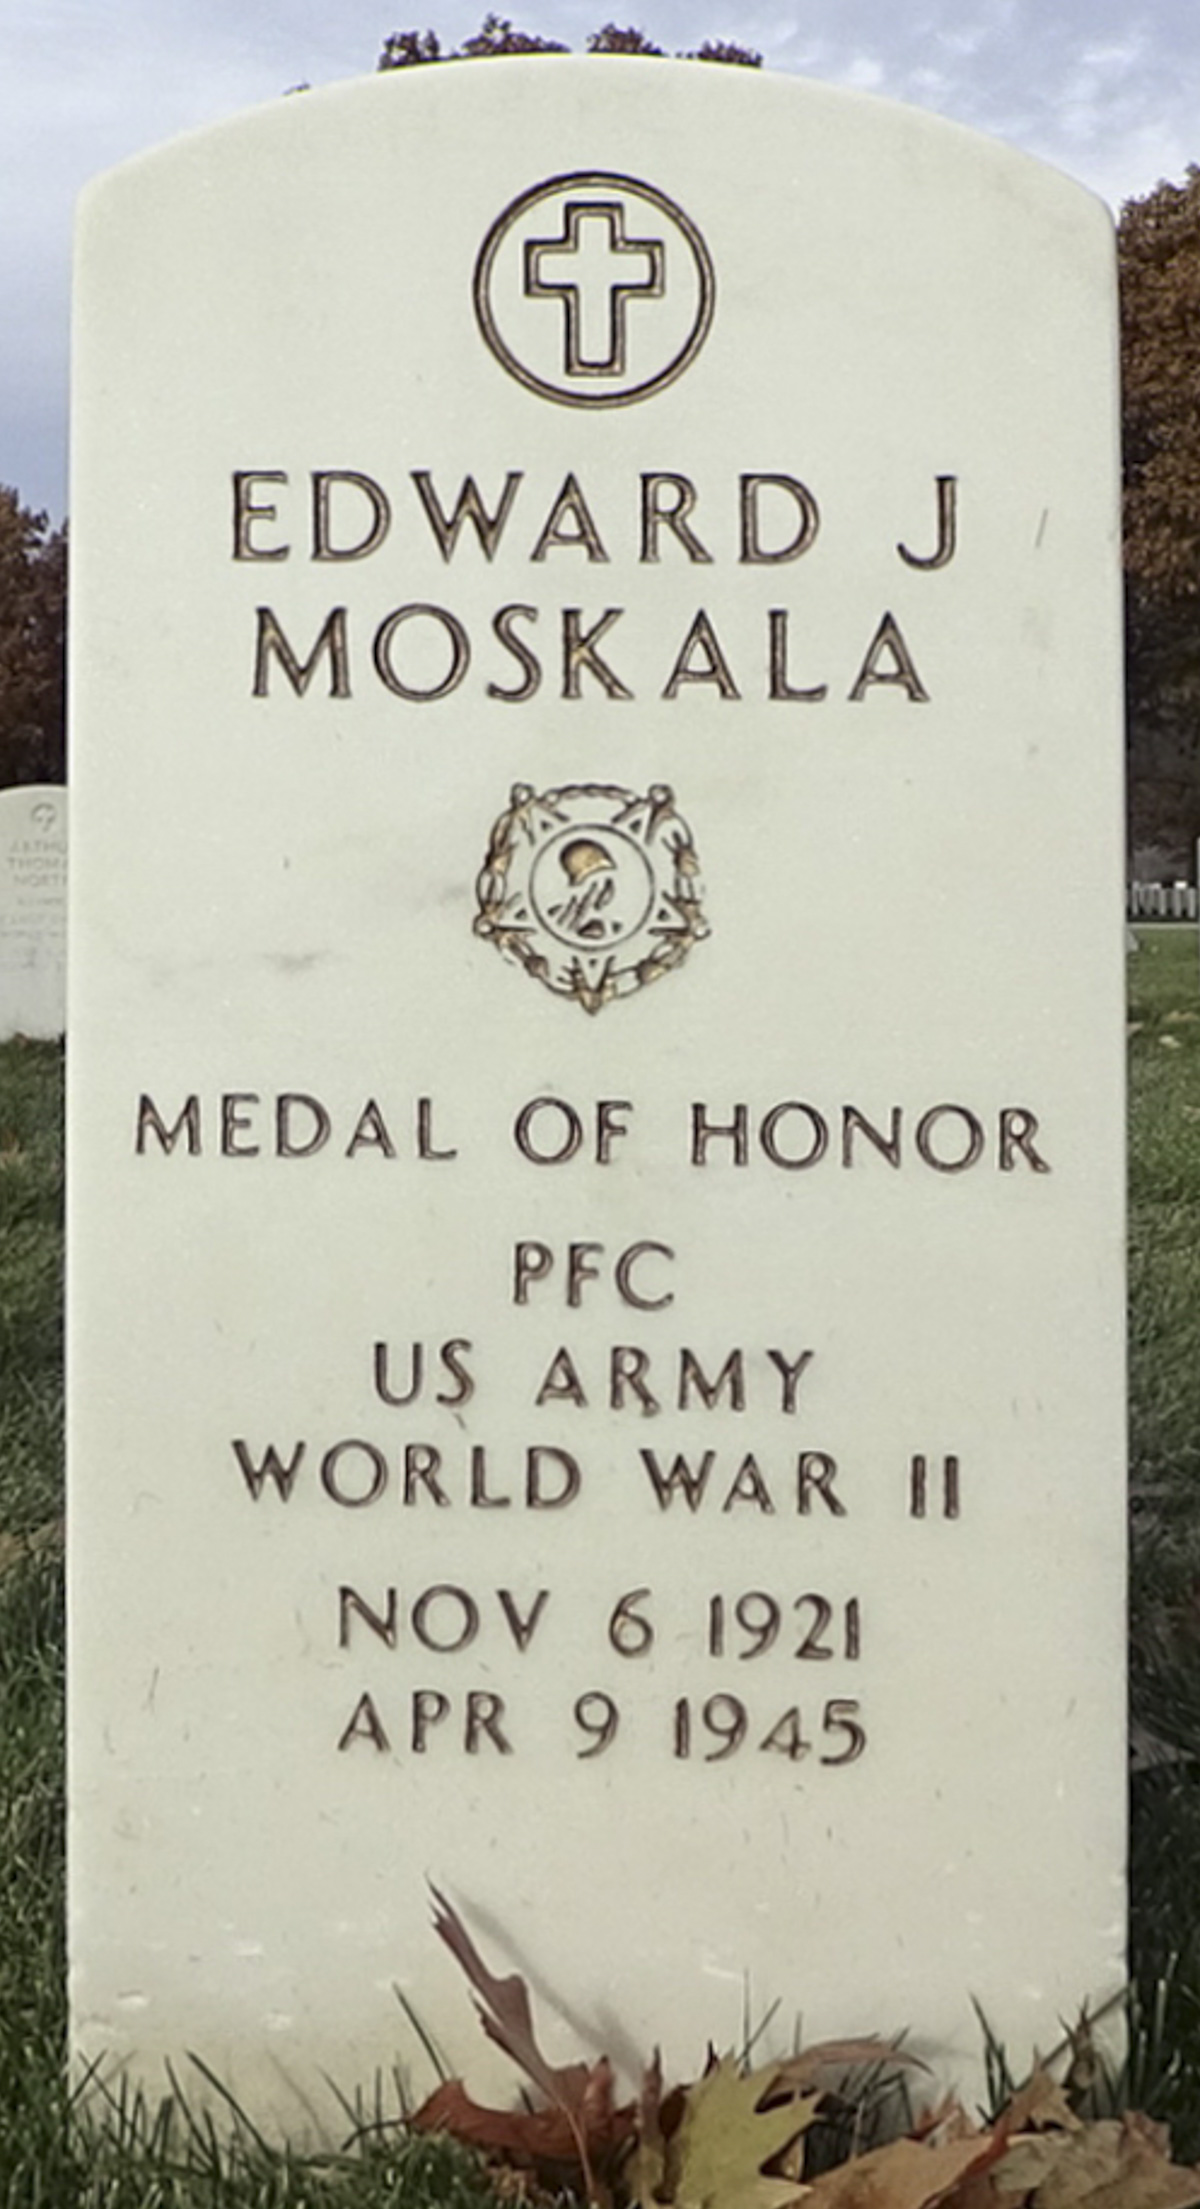 EDWARD J
MOSKALA
MEDAL OF HONOR
PFC
US ARMY
WORLD WAR II
NOV 6 1921
APR 9 1945